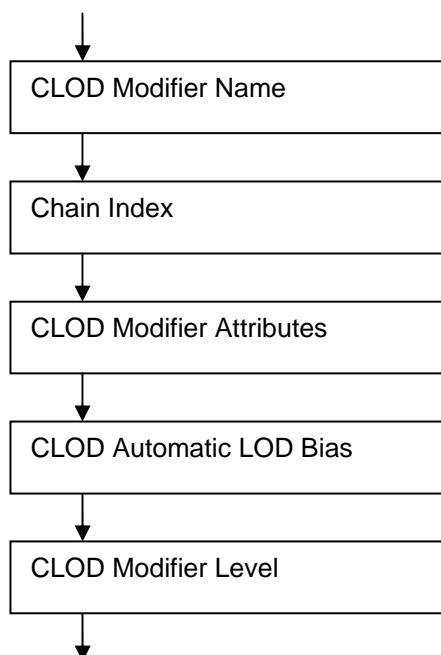 CLOD Modifier Name
Chain Index
CLOD Modifier Attributes
CLOD Automatic LOD Bias
CLOD Modifier Level